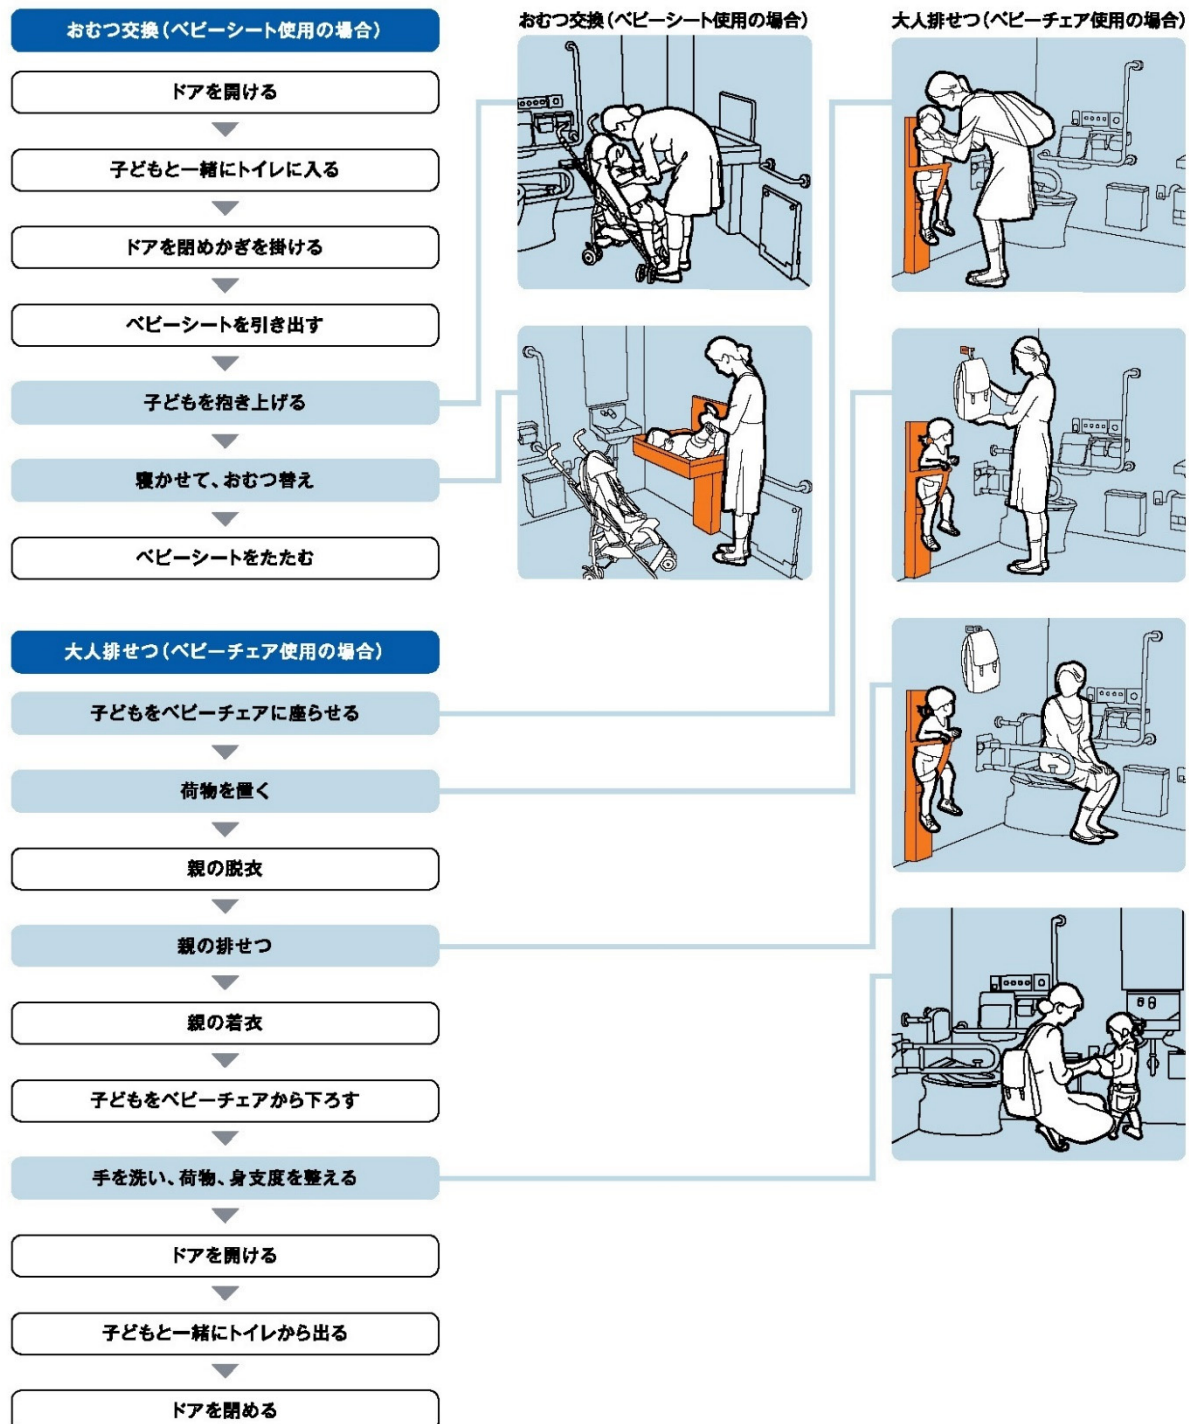 おむつ交換(ベビーシート使用の場合)
ドアを開ける
子どもと一緒にトイレに入る
ドアを閉めかぎを掛ける
ベビーシートを引き出す
子どもを抱き上げる
寝かせて、おむつ替え
ベビーシートをたたむ
大人排せつ(ベビーチェア使用の場合)
子どもをベビーチェアに座らせる
荷物を置く
親の脱衣
親の排せつ
親の着衣
子どもをベビーチェアから下ろす
手を洗い、荷物、身支度を整える
ドアを開ける
子どもと一緒にトイレから出る
ドアを閉める
おむつ交換(ベビーシート使用の場合)
大人排せつ(ベビーチェア使用の場合)